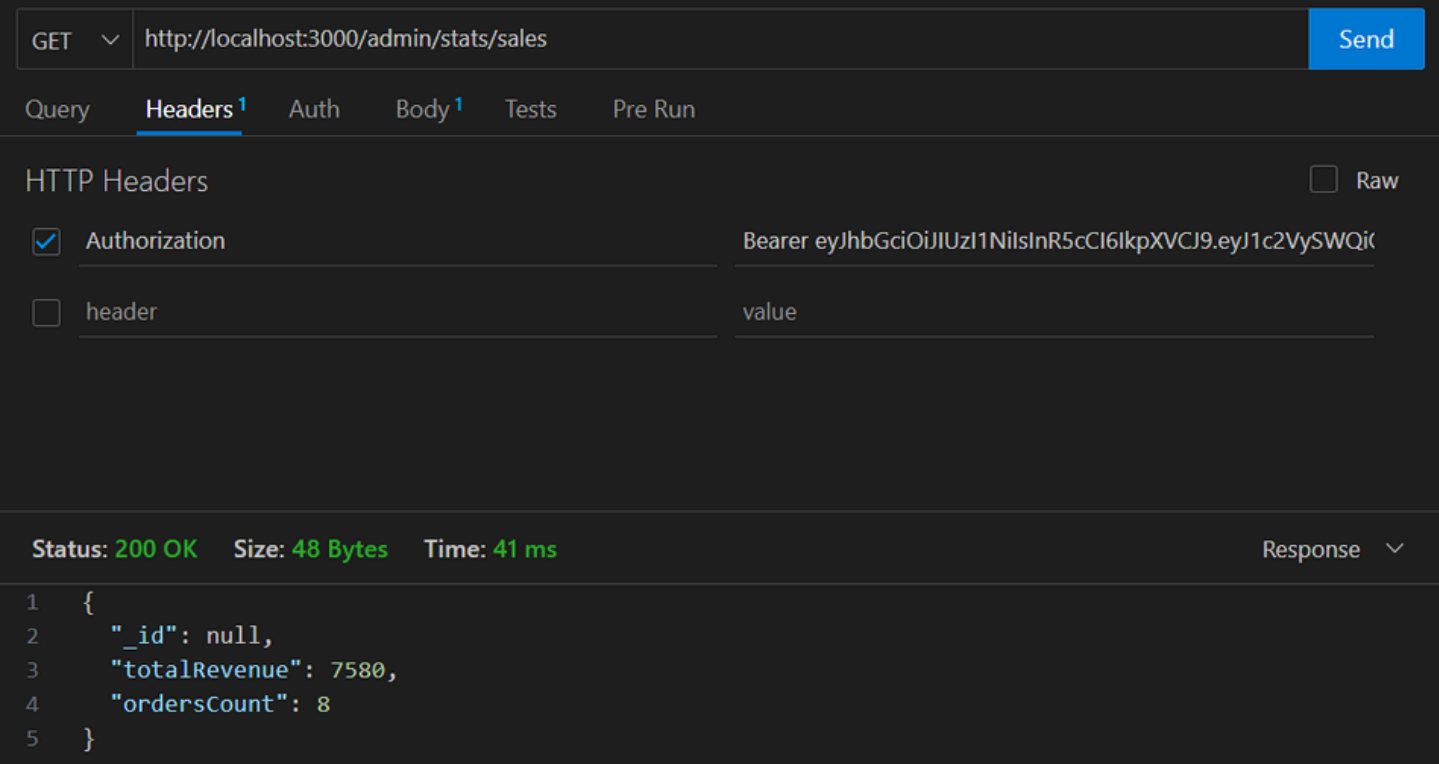 GET http://localhost:3000/admin/stats/sales Send
Query Headers 1 Auth Body 1 Tests Pre Run
HTTP Headers Raw
Authorization Bearer eyJhbGciOiJIUzI1NiIsInR5cCI6IkpXVCJ9.eyJ1c2VySWQiO
header value
Status: 200 OK Size: 48 Bytes Time: 41 ms Response
1 {
2 "_id": null,
3 "totalRevenue": 7580,
4 "ordersCount": 8
5 }